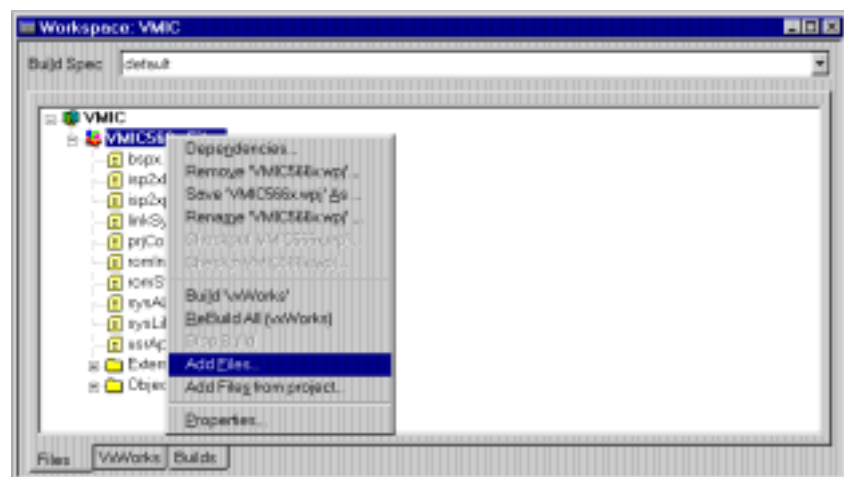 Workspace: VMIC
Build Spec default
VMIC
VMIC566x Files
bspx
isp2x
isp2x
linkSy
prjCo
romIn
romS
sysAL
sysLi
usrAp
Extern
Objec
Dependencies...
Remove 'VMIC566x.wpj' ...
Save 'VMIC566x.wpj' As ...
Rename 'VMIC566x.wpj' ...
Build 'vxWorks'
ReBuild All (vxWorks)
Stop Build
Add Files...
Add Files from project...
Properties...
Files VxWorks Builds